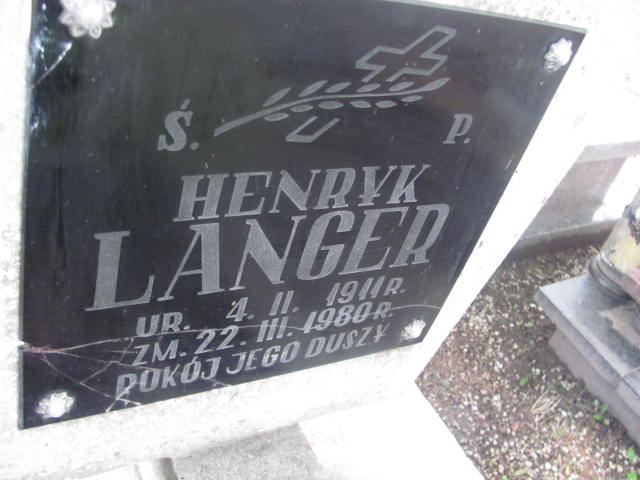 Ś. P.
HENRYK
LANGER
UR. 4. II. 1911 R.
ZM. 22. III. 1980 R.
POKÓJ JEGO DUSZY